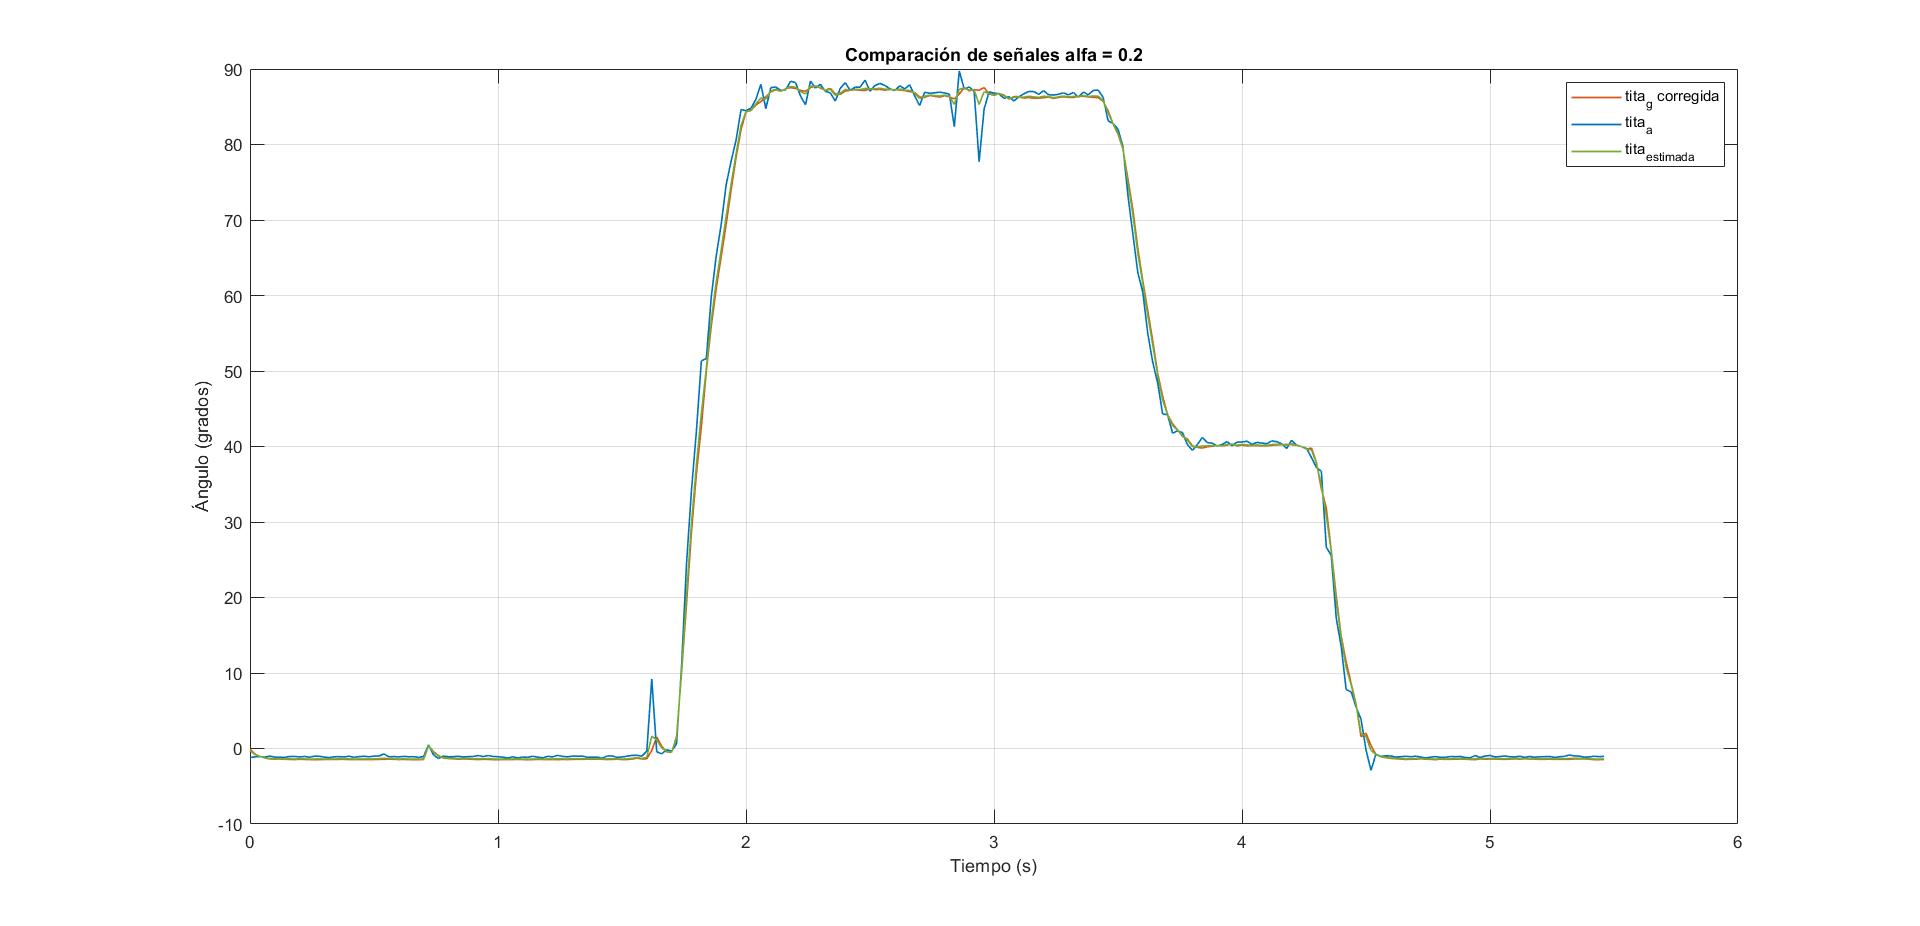 Comparación de señales alfa = 0.2
90
80
70
60
50
40
30
20
10
0
-10
Ángulo (grados)
tita_g corregida
tita_a
tita_estimada
0 1 2 3 4 5 6
Tiempo (s)